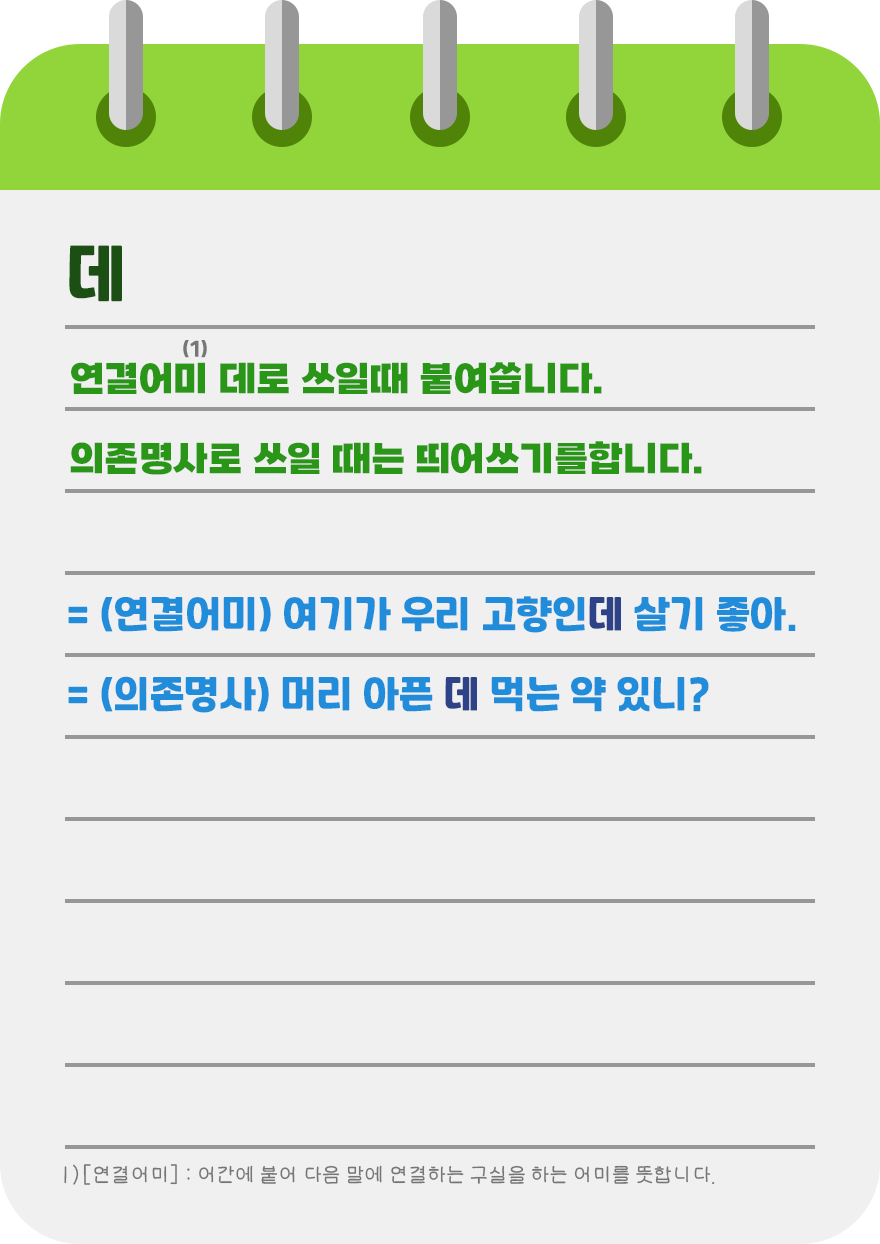 데
(1)
연결어미 데로 쓰일때 붙여씁니다.
의존명사로 쓰일 때는 띄어쓰기를합니다.
= (연결어미) 여기가 우리 고향인데 살기 좋아.
= (의존명사) 머리 아픈 데 먹는 약 있니?
1)[연결어미] : 어간에 붙어 다음 말에 연결하는 구실을 하는 어미를 뜻합니다.